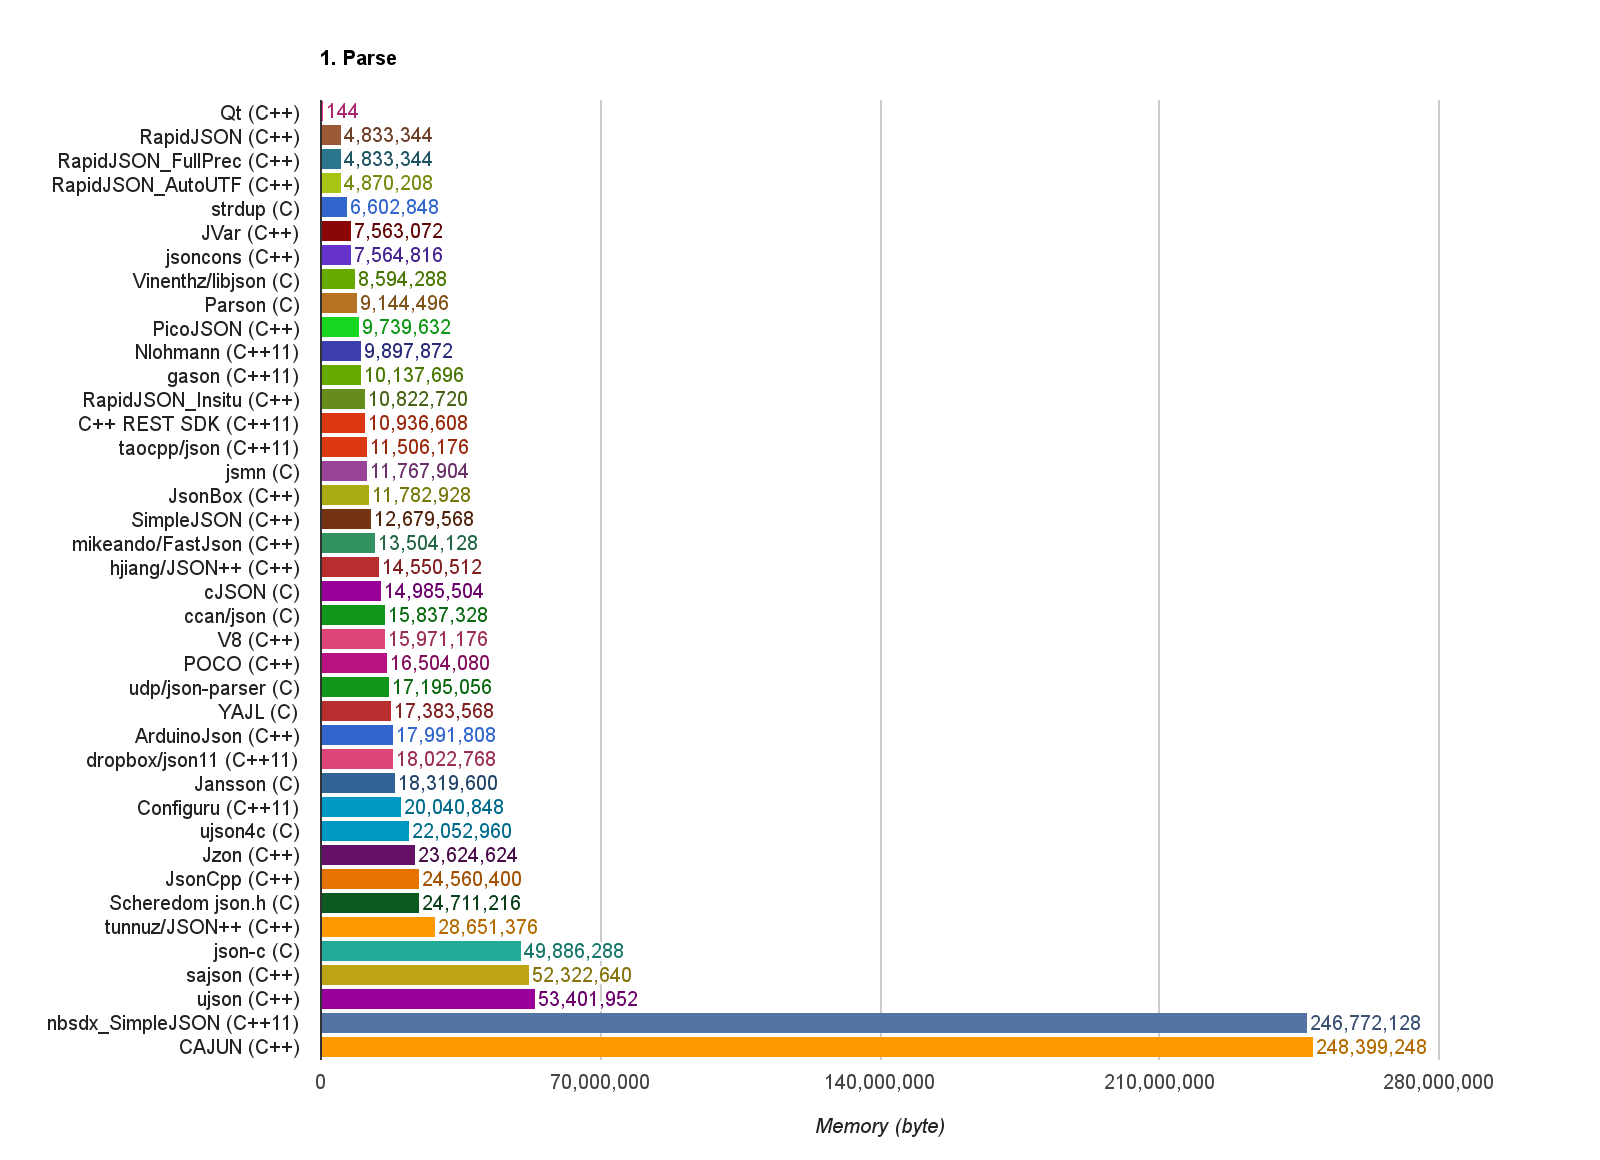 1. Parse
Qt (C++) 144
RapidJSON (C++) 4,833,344
RapidJSON_FullPrec (C++) 4,833,344
RapidJSON_AutoUTF (C++) 4,870,208
strdup (C) 6,602,848
JVar (C++) 7,563,072
jsoncons (C++) 7,564,816
Vinenthz/libjson (C) 8,594,288
Parson (C) 9,144,496
PicoJSON (C++) 9,739,632
Nlohmann (C++11) 9,897,872
gason (C++11) 10,137,696
RapidJSON_Insitu (C++) 10,822,720
C++ REST SDK (C++11) 10,936,608
taocpp/json (C++11) 11,506,176
jsmn (C) 11,767,904
JsonBox (C++) 11,782,928
SimpleJSON (C++) 12,679,568
mikeando/FastJson (C++) 13,504,128
hjiang/JSON++ (C++) 14,550,512
cJSON (C) 14,985,504
ccan/json (C) 15,837,328
V8 (C++) 15,971,176
POCO (C++) 16,504,080
udp/json-parser (C) 17,195,056
YAJL (C) 17,383,568
ArduinoJson (C++) 17,991,808
dropbox/json11 (C++11) 18,022,768
Jansson (C) 18,319,600
Configuru (C++11) 20,040,848
ujson4c (C) 22,052,960
Jzon (C++) 23,624,624
JsonCpp (C++) 24,560,400
Scheredom json.h (C) 24,711,216
tunnuz/JSON++ (C++) 28,651,376
json-c (C) 49,886,288
sajson (C++) 52,322,640
ujson (C++) 53,401,952
nbsdx_SimpleJSON (C++11) 246,772,128
CAJUN (C++) 248,399,248
0 70,000,000 140,000,000 210,000,000 280,000,000
Memory (byte)